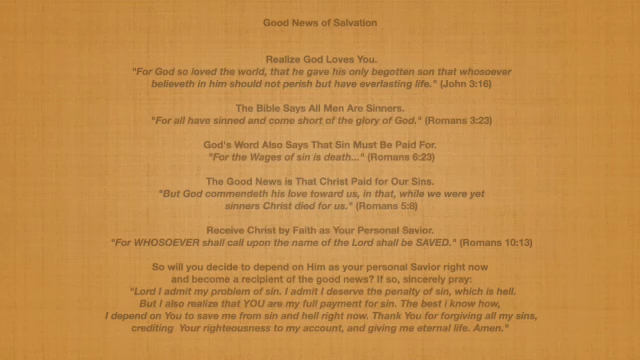 Good News of Salvation
Realize God Loves You.
"For God so loved the world, that he gave his only begotten son that whosoever
believeth in him should not perish but have everlasting life." (John 3:16)
The Bible Says All Men Are Sinners.
"For all have sinned and come short of the glory of God." (Romans 3:23)
God's Word Also Says That Sin Must Be Paid For.
"For the Wages of sin is death..." (Romans 6:23)
The Good News is That Christ Paid for Our Sins.
"But God commendeth his love toward us, in that, while we were yet
sinners Christ died for us." (Romans 5:8)
Receive Christ by Faith as Your Personal Savior.
"For WHOSOEVER shall call upon the name of the Lord shall be SAVED." (Romans 10:13)
So will you decide to depend on Him as your personal Savior right now
and become a recipient of the good news? If so, sincerely pray:
"Lord I admit my problem of sin. I admit I deserve the penalty of sin, which is hell.
But I also realize that YOU are my full payment for sin. The best i know how,
I depend on You to save me from sin and hell right now. Thank You for forgiving all my sins,
crediting Your righteousness to my account, and giving me eternal life. Amen."